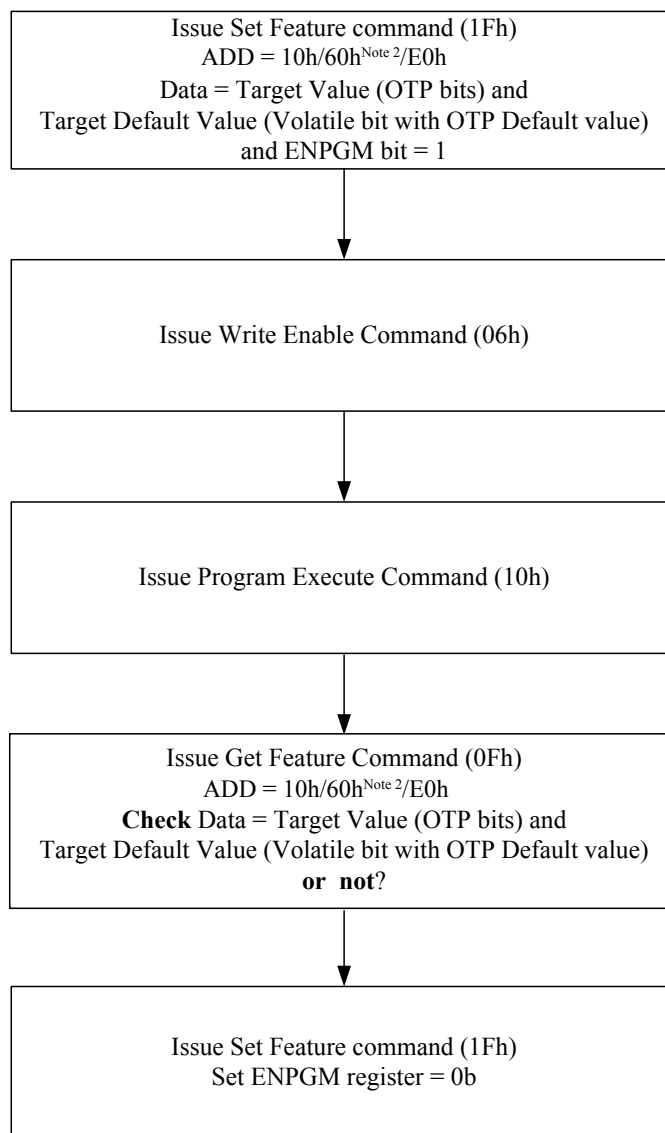 Issue Set Feature command (1Fh)
ADD = 10h/60hNote 2/E0h
Data = Target Value (OTP bits) and
Target Default Value (Volatile bit with OTP Default value)
and ENPGM bit = 1
Issue Write Enable Command (06h)
Issue Program Execute Command (10h)
Issue Get Feature Command (0Fh)
ADD = 10h/60hNote 2/E0h
Check Data = Target Value (OTP bits) and
Target Default Value (Volatile bit with OTP Default value)
or not?
Issue Set Feature command (1Fh)
Set ENPGM register = 0b